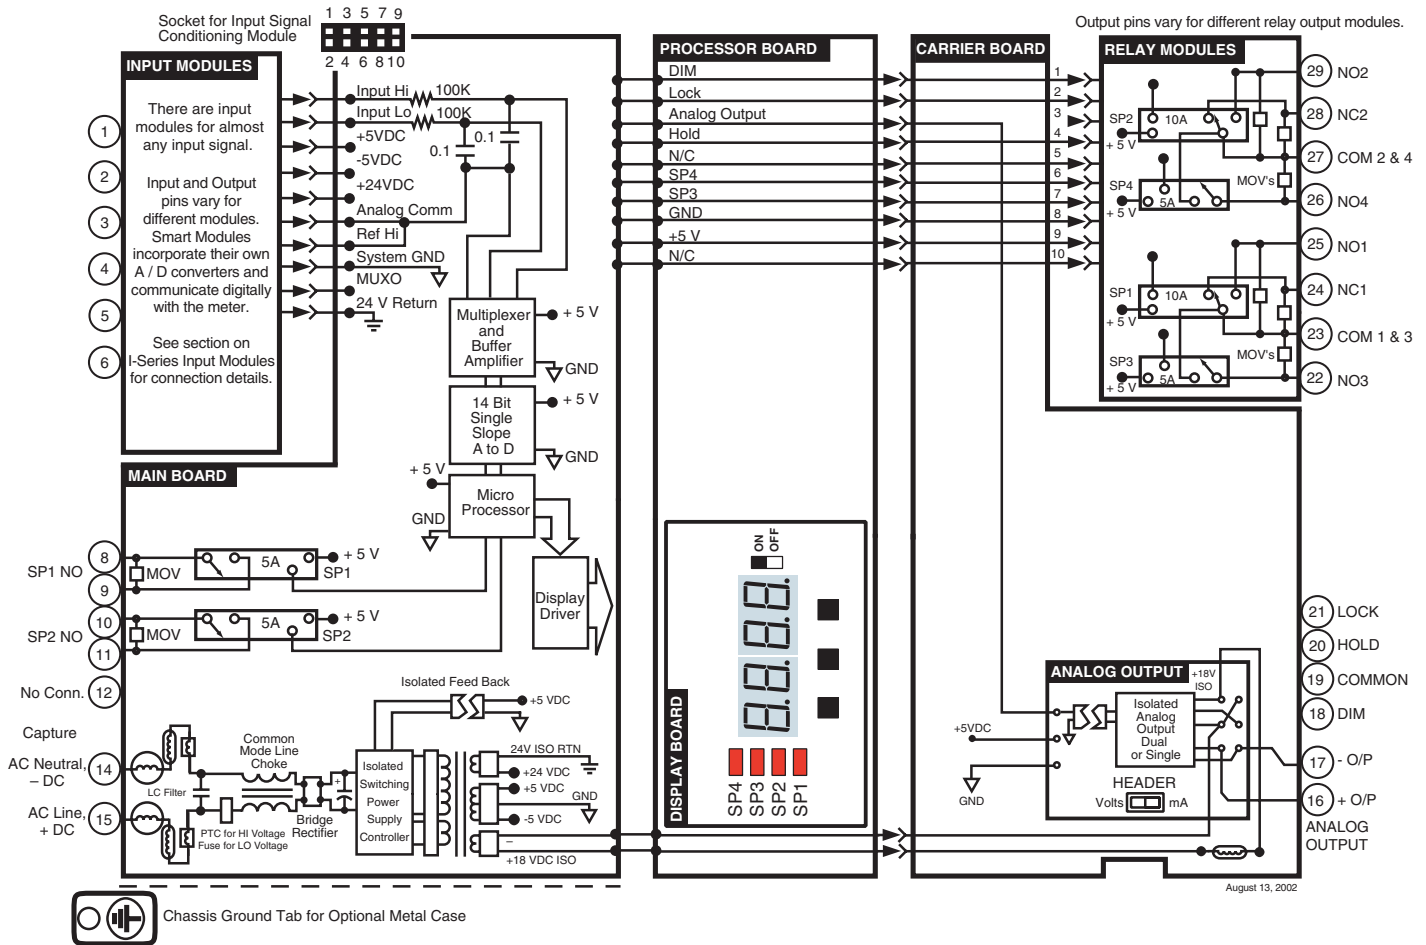 Socket for Input Signal
Conditioning Module
1 3 5 7 9
2 4 6 8 10
Output pins vary for different relay output modules.
INPUT MODULES
There are input
modules for almost
any input signal.
Input and Output
pins vary for
different modules.
Smart Modules
incorporate their own
A / D converters and
communicate digitally
with the meter.
See section on
I-Series Input Modules
for connection details.
1
2
3
4
5
6
Input Hi
100K
Input Lo
100K
+5VDC
-5VDC
+24VDC
Analog Comm
Ref Hi
System GND
MUXO
24 V Return
0.1
0.1
Multiplexer
and
Buffer
Amplifier
+ 5 V
GND
14 Bit
Single
Slope
A to D
+ 5 V
GND
Micro
Processor
+ 5 V
GND
Display
Driver
MAIN BOARD
SP1 NO
8
9
MOV
5A
+ 5 V
SP1
SP2 NO
10
11
MOV
5A
+ 5 V
SP2
No Conn.
12
Capture
AC Neutral,
– DC
14
AC Line,
+ DC
15
LC Filter
Common
Mode Line
Choke
PTC for HI Voltage
Fuse for LO Voltage
Bridge
Rectifier
+
Isolated Feed Back
+5 VDC
Isolated
Switching
Power
Supply
Controller
24V ISO RTN
+24 VDC
+5 VDC
GND
-5 VDC
–
+18 VDC ISO
Chassis Ground Tab for Optional Metal Case
PROCESSOR BOARD
DIM
Lock
Analog Output
Hold
N/C
SP4
SP3
GND
+5 V
N/C
DISPLAY BOARD
ON
OFF
SP4
SP3
SP2
SP1
CARRIER BOARD
1
2
3
4
5
6
7
8
9
10
RELAY MODULES
SP2
10A
+ 5 V
SP4
5A
+ 5 V
MOV's
SP1
10A
+ 5 V
SP3
5A
+ 5 V
MOV's
29 NO2
28 NC2
27 COM 2 & 4
26 NO4
25 NO1
24 NC1
23 COM 1 & 3
22 NO3
21 LOCK
20 HOLD
19 COMMON
18 DIM
17 - O/P
16 + O/P
ANALOG
OUTPUT
ANALOG OUTPUT
+18V
ISO
Isolated
Analog
Output
Dual
or Single
HEADER
Volts
mA
+5VDC
GND
August 13, 2002